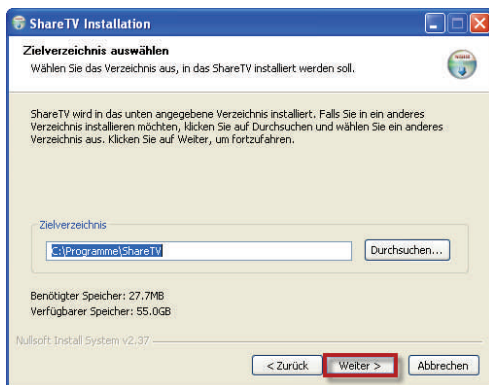 ShareTV Installation
Zielverzeichnis auswählen
Wählen Sie das Verzeichnis aus, in das ShareTV installiert werden soll.
ShareTV wird in das unten angegebene Verzeichnis installiert. Falls Sie in ein anderes
Verzeichnis installieren möchten, klicken Sie auf Durchsuchen und wählen Sie ein anderes
Verzeichnis aus. Klicken Sie auf Weiter, um fortzufahren.
Zielverzeichnis
C:\Programme\ShareTV
Durchsuchen...
Benötigter Speicher: 27.7MB
Verfügbarer Speicher: 55.0GB
Nullsoft Install System v2.37
< Zurück Weiter > Abbrechen